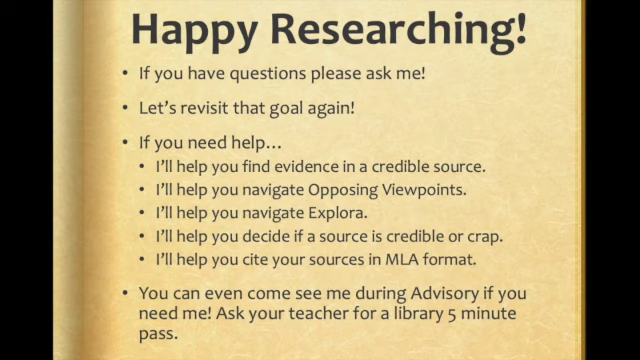 Happy Researching!
• If you have questions please ask me!
• Let's revisit that goal again!
• If you need help…
• I'll help you find evidence in a credible source.
• I'll help you navigate Opposing Viewpoints.
• I'll help you navigate Explora.
• I'll help you decide if a source is credible or crap.
• I'll help you cite your sources in MLA format.
• You can even come see me during Advisory if you
need me! Ask your teacher for a library 5 minute
pass.